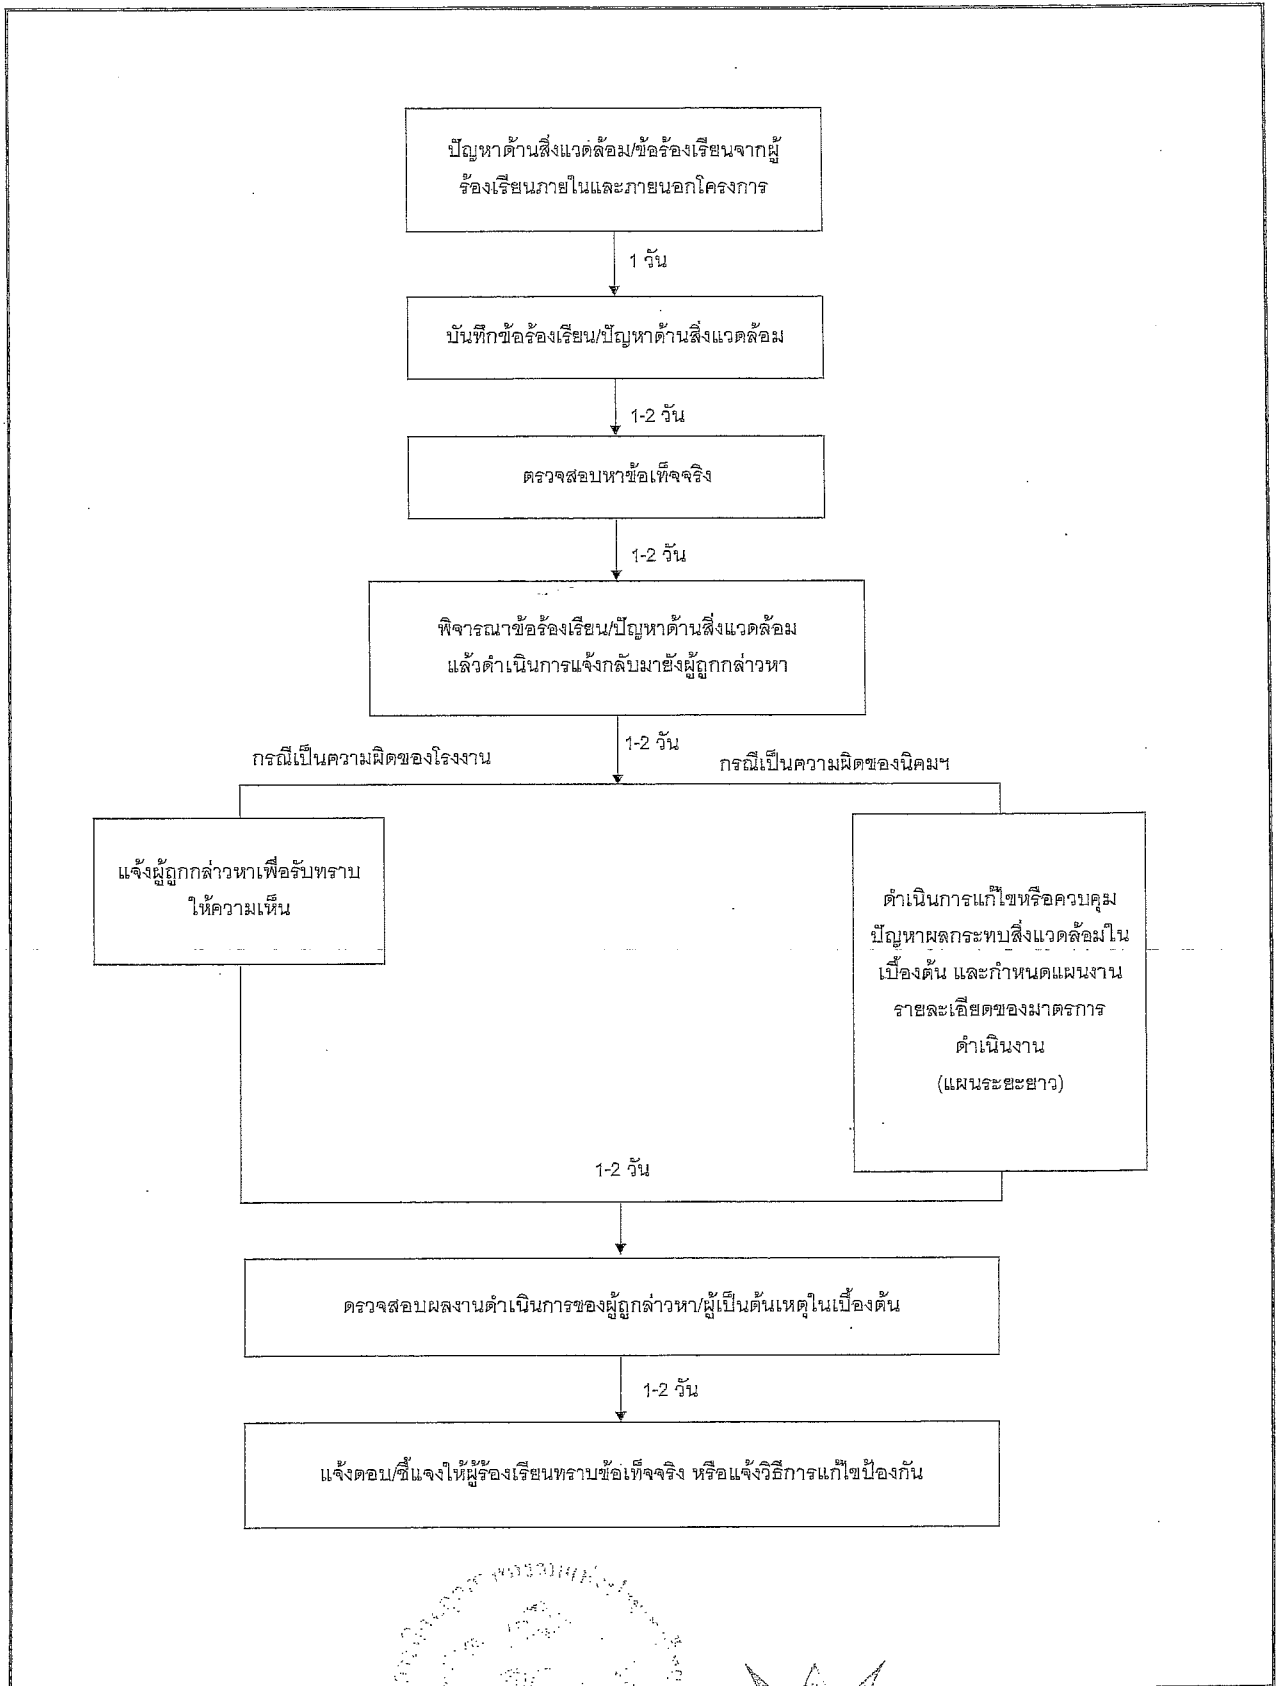 ปัญหาด้านสิ่งแวดล้อม/ข้อร้องเรียนจากผู้
ร้องเรียนภายในและภายนอกโครงการ
1 วัน
บันทึกข้อร้องเรียน/ปัญหาด้านสิ่งแวดล้อม
1-2 วัน
ตรวจสอบหาข้อเท็จจริง
1-2 วัน
พิจารณาข้อร้องเรียน/ปัญหาด้านสิ่งแวดล้อม
แล้วดำเนินการแจ้งกลับมายังผู้ถูกกล่าวหา
1-2 วัน
กรณีเป็นความผิดของโรงงาน
กรณีเป็นความผิดของนิคมฯ
แจ้งผู้ถูกกล่าวหาเพื่อรับทราบ
ให้ความเห็น
ดำเนินการแก้ไขหรือควบคุม
ปัญหาผลกระทบสิ่งแวดล้อมใน
เบื้องต้น และกำหนดแผนงาน
รายละเอียดของมาตรการ
ดำเนินงาน
(แผนระยะยาว)
1-2 วัน
ตรวจสอบผลงานดำเนินการของผู้ถูกล่าวหา/ผู้เป็นต้นเหตุในเบื้องต้น
1-2 วัน
แจ้งตอบ/ชี้แจงให้ผู้ร้องเรียนทราบข้อเท็จจริง หรือแจ้งวิธีการแก้ไขป้องกัน